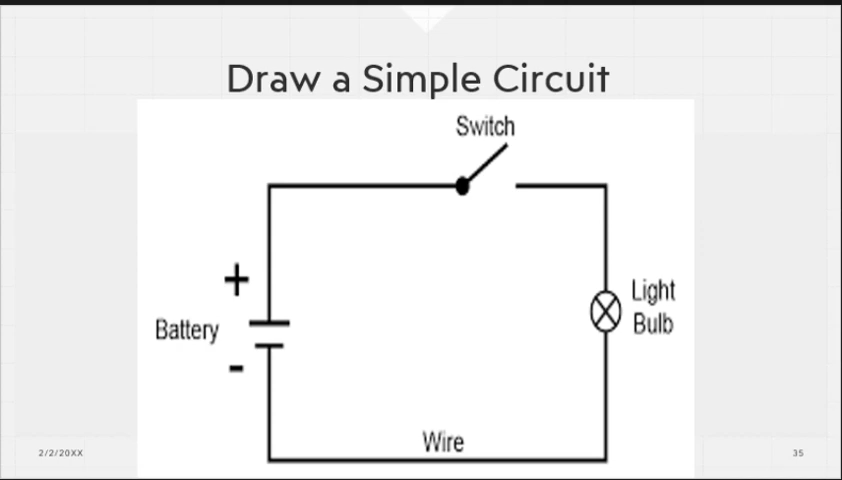 Draw a Simple Circuit
Switch
+
Battery
-
Light
Bulb
Wire
2/2/20XX
35